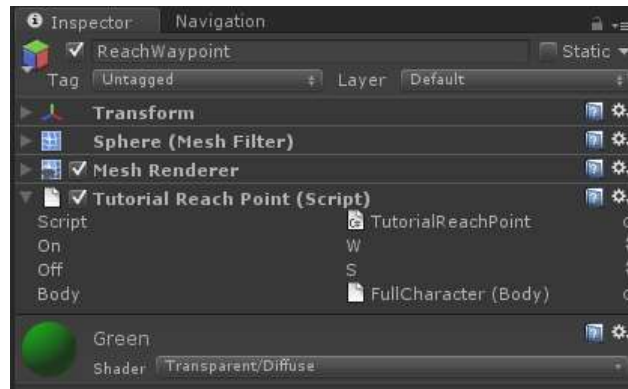 Inspector Navigation
ReachWaypoint Static
Tag Untagged Layer Default
Transform
Sphere (Mesh Filter)
Mesh Renderer
Tutorial Reach Point (Script)
Script TutorialReachPoint
On W
Off S
Body FullCharacter (Body)
Green
Shader Transparent/Diffuse